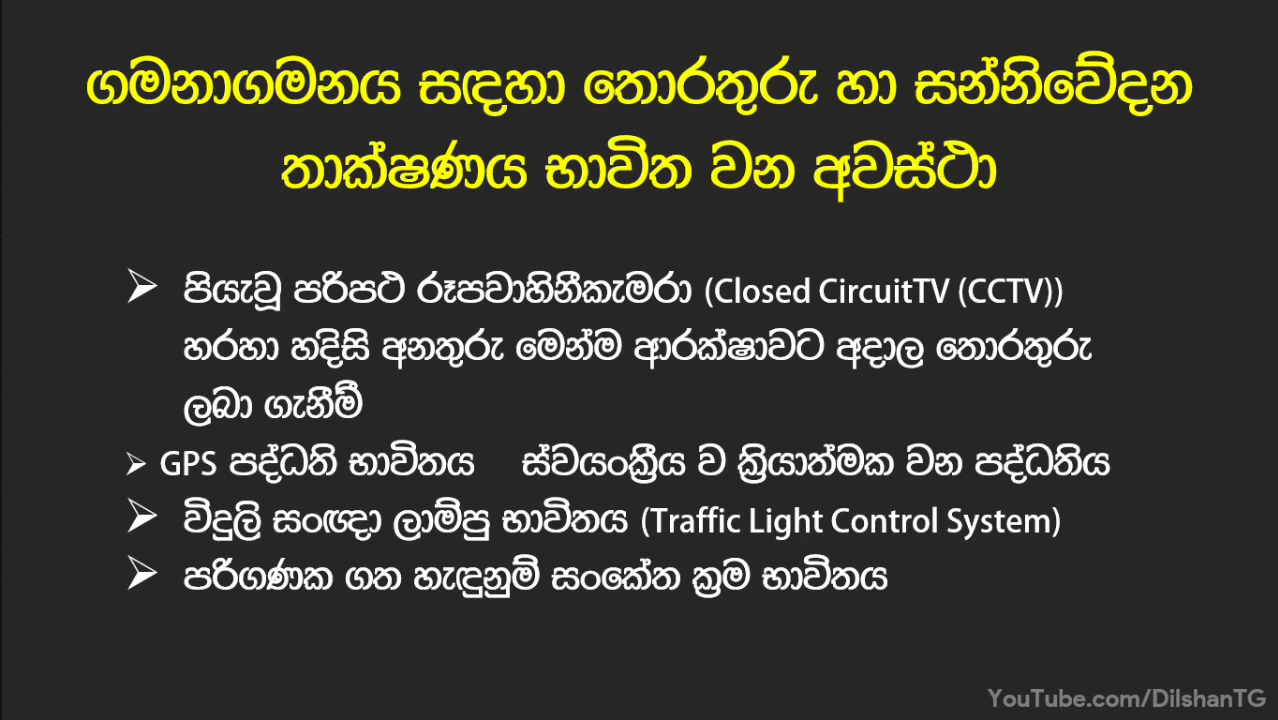 ගමනාගමනය සඳහා තොරතුරු හා සන්නිවේදන
තාක්ෂණය භාවිත වන අවස්ථා
➢ පියැවූ පරිපථ රූපවාහිනීකැමරා (Closed CircuitTV (CCTV))
හරහා හදිසි අනතුරු මෙන්ම ආරක්ෂාවට අදාල තොරතුරු
ලබා ගැනීම්
➢ GPS පද්ධති භාවිතය ස්වයංක්‍රීය ව ක්‍රියාත්මක වන පද්ධතිය
➢ විදුලි සංඥා ලාම්පු භාවිතය (Traffic Light Control System)
➢ පරිගණක ගත හැඳුනුම් සංකේත ක්‍රම භාවිතය
YouTube.com/DilshanTG